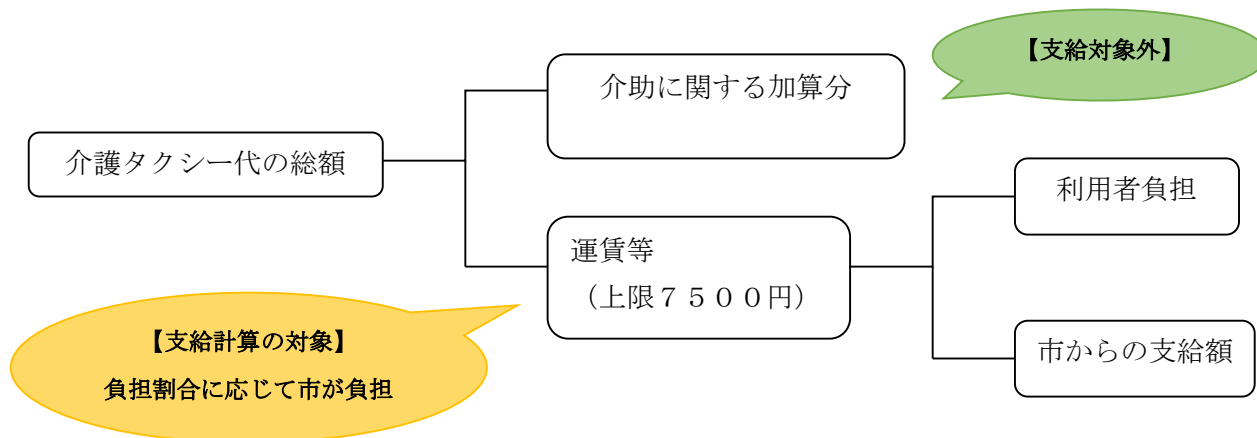 【支給対象外】
介助に関する加算分
介護タクシー代の総額
利用者負担
運賃等
（上限７５００円）
【支給計算の対象】
負担割合に応じて市が負担
市からの支給額